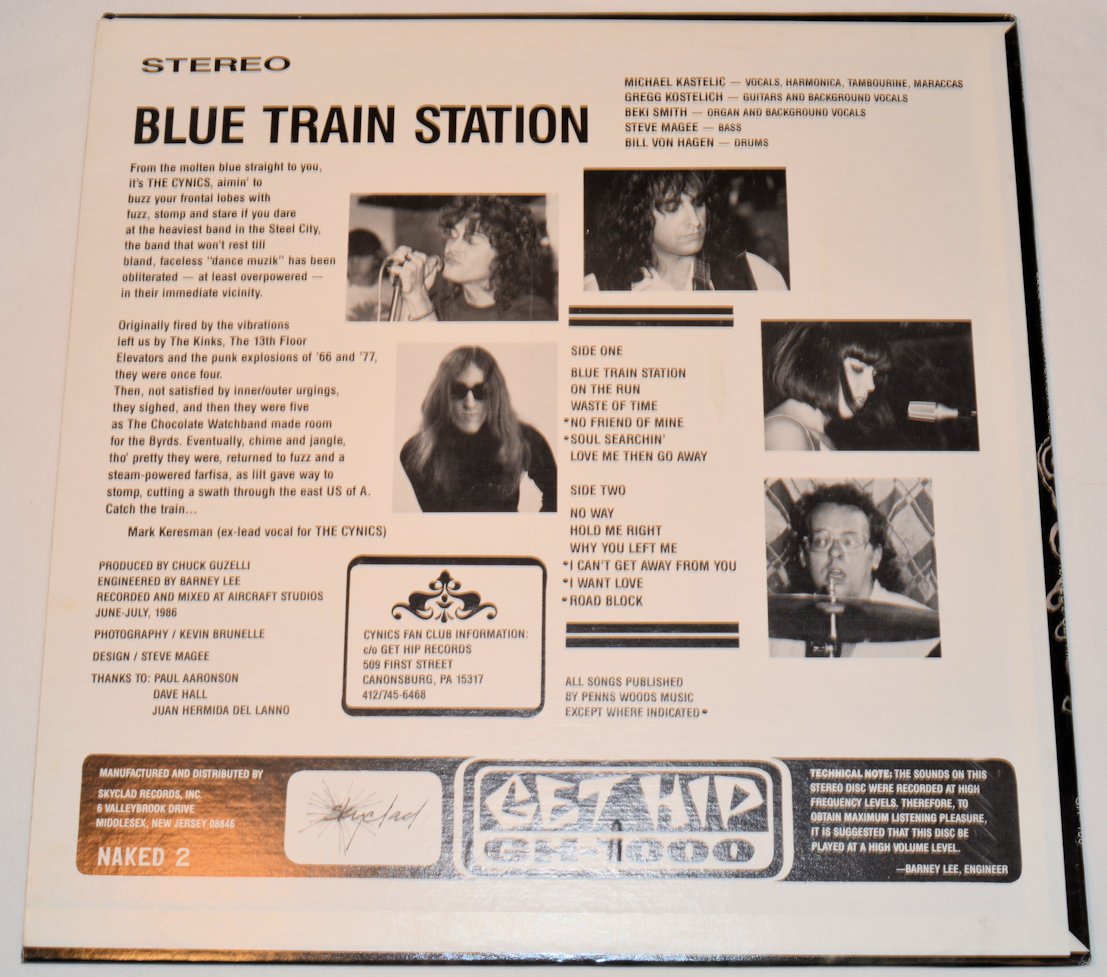 STEREO
BLUE TRAIN STATION
MICHAEL KASTELIC — VOCALS, HARMONICA, TAMBOURINE, MARACCAS
GREGG KOSTELICH — GUITARS AND BACKGROUND VOCALS
BEKI SMITH — ORGAN AND BACKGROUND VOCALS
STEVE MAGEE — BASS
BILL VON HAGEN — DRUMS
From the molten blue straight to you,
it's THE CYNICS, aimin' to
buzz your frontal lobes with
fuzz, stomp and stare if you dare
at the heaviest band in the Steel City,
the band that won't rest till
bland, faceless "dance muzik" has been
obliterated — at least overpowered —
in their immediate vicinity.
Originally fired by the vibrations
left us by The Kinks, The 13th Floor
Elevators and the punk explosions of '66 and '77,
they were once four.
Then, not satisfied by inner/outer urgings,
they sighed, and then they were five
as The Chocolate Watchband made room
for the Byrds. Eventually, chime and jangle,
tho' pretty they were, returned to fuzz and a
steam-powered farfisa, as lilt gave way to
stomp, cutting a swath through the east US of A.
Catch the train...
Mark Keresman (ex-lead vocal for THE CYNICS)
SIDE ONE
BLUE TRAIN STATION
ON THE RUN
WASTE OF TIME
*NO FRIEND OF MINE
*SOUL SEARCHIN'
LOVE ME THEN GO AWAY
SIDE TWO
NO WAY
HOLD ME RIGHT
WHY YOU LEFT ME
*I CAN'T GET AWAY FROM YOU
*I WANT LOVE
*ROAD BLOCK
ALL SONGS PUBLISHED
BY PENNS WOODS MUSIC
EXCEPT WHERE INDICATED*
PRODUCED BY CHUCK GUZELLI
ENGINEERED BY BARNEY LEE
RECORDED AND MIXED AT AIRCRAFT STUDIOS
JUNE-JULY, 1986
PHOTOGRAPHY / KEVIN BRUNELLE
DESIGN / STEVE MAGEE
THANKS TO: PAUL AARONSON
DAVE HALL
JUAN HERMIDA DEL LANNO
CYNICS FAN CLUB INFORMATION:
c/o GET HIP RECORDS
509 FIRST STREET
CANONSBURG, PA 15317
412/745-6468
MANUFACTURED AND DISTRIBUTED BY
SKYCLAD RECORDS, INC.
6 VALLEYBROOK DRIVE
MIDDLESEX, NEW JERSEY 08846
NAKED 2
Skyclad
GET HIP
GH-1000
TECHNICAL NOTE: THE SOUNDS ON THIS
STEREO DISC WERE RECORDED AT HIGH
FREQUENCY LEVELS. THEREFORE, TO
OBTAIN MAXIMUM LISTENING PLEASURE,
IT IS SUGGESTED THAT THIS DISC BE
PLAYED AT A HIGH VOLUME LEVEL.
—BARNEY LEE, ENGINEER